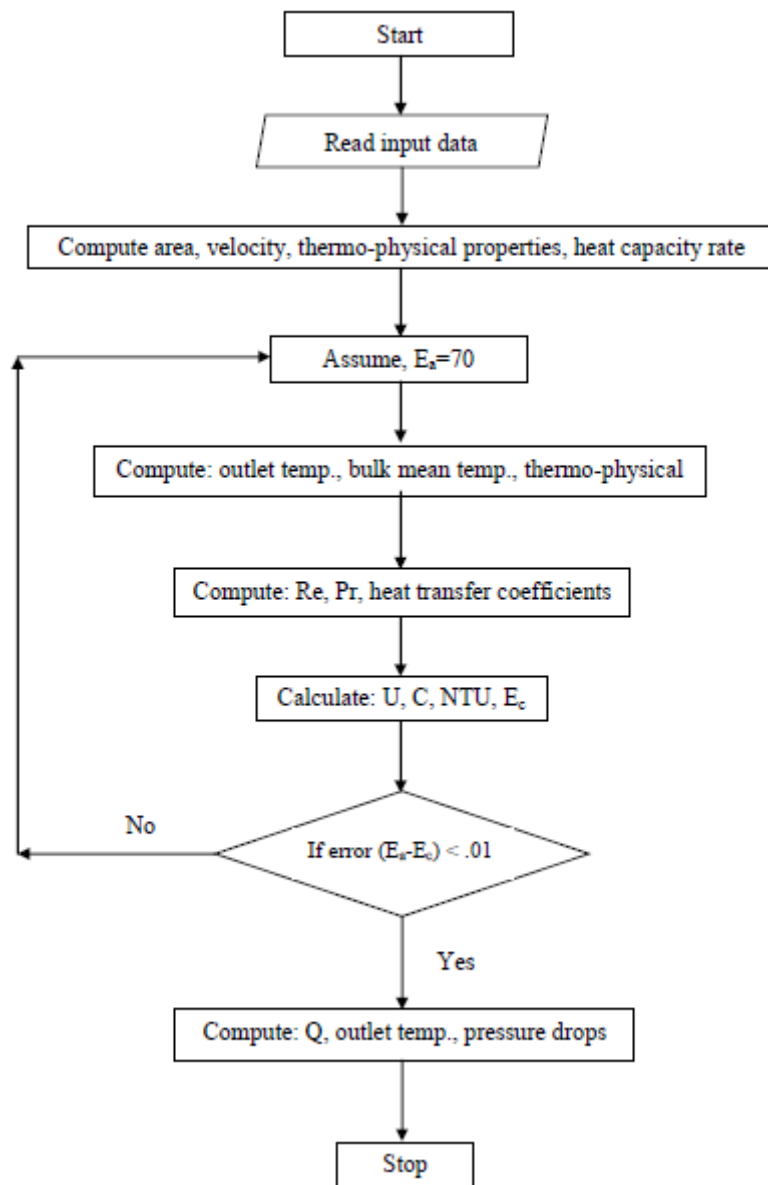 Start
Read input data
Compute area, velocity, thermo-physical properties, heat capacity rate
Assume, Eₐ=70
Compute: outlet temp., bulk mean temp., thermo-physical
Compute: Re, Pr, heat transfer coefficients
Calculate: U, C, NTU, E_c
No
If error (Eₐ-E_c) < .01
Yes
Compute: Q, outlet temp., pressure drops
Stop